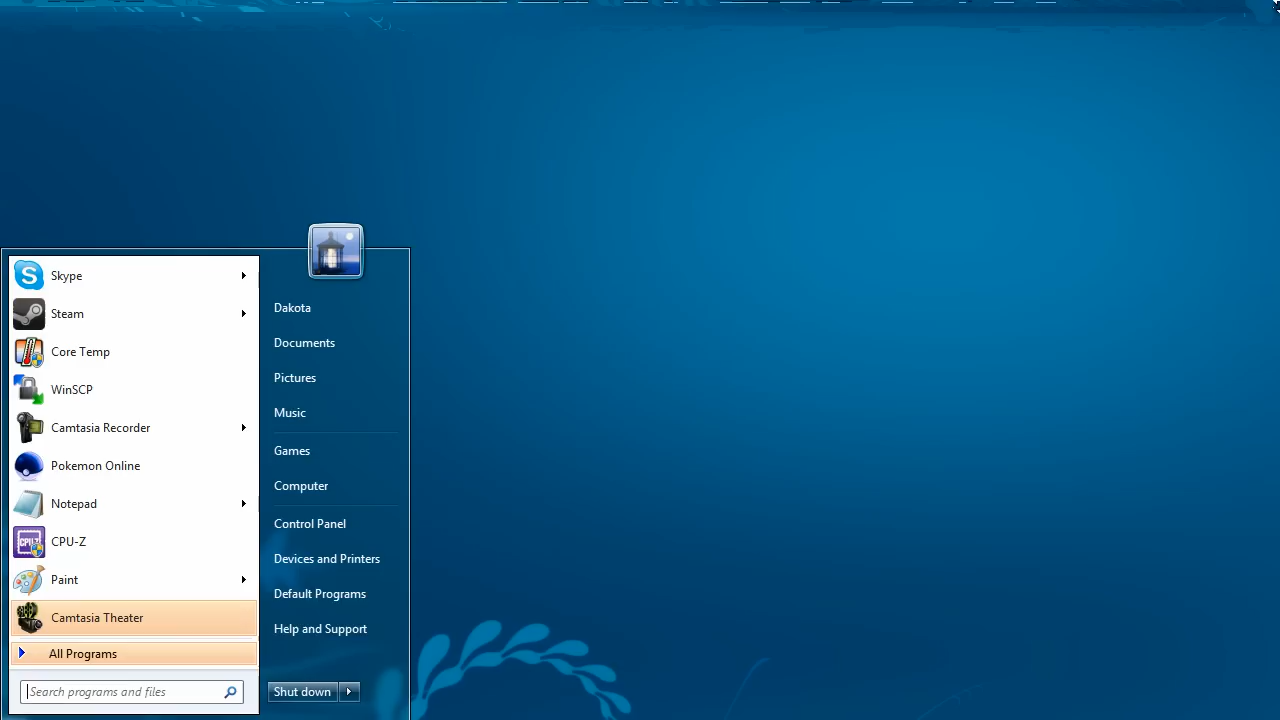 Skype
Steam
Core Temp
WinSCP
Camtasia Recorder
Pokemon Online
Notepad
CPU-Z
CPU-Z
Paint
Camtasia Theater
All Programs
Search programs and files
Dakota
Documents
Pictures
Music
Games
Computer
Control Panel
Devices and Printers
Default Programs
Help and Support
Shut down